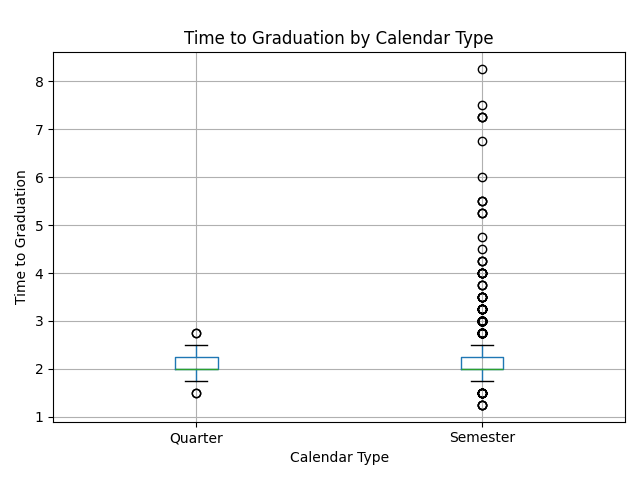 Time to Graduation by Calendar Type
Time to Graduation
8
7
6
5
4
3
2
1
Quarter Semester
Calendar Type